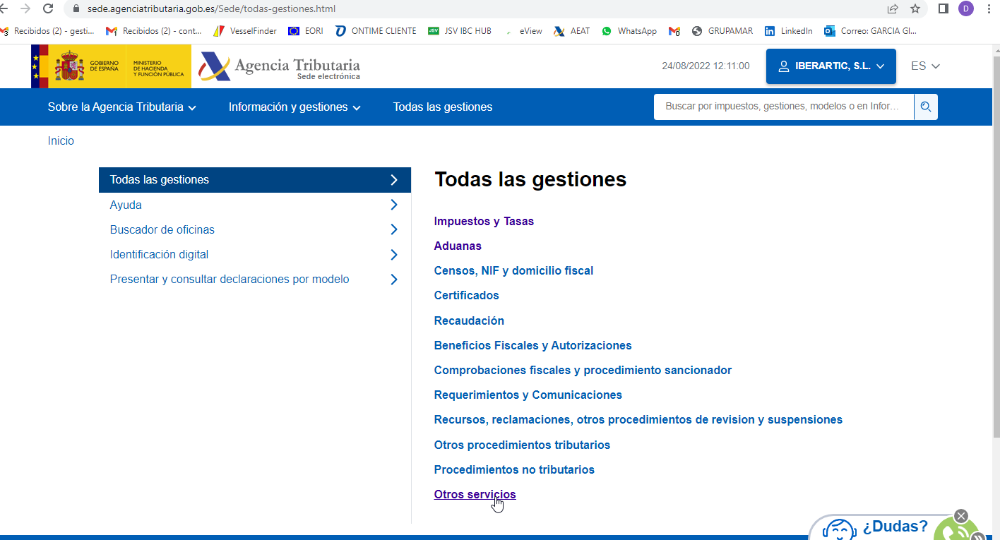 sede.agenciatributaria.gob.es/Sede/todas-gestiones.html
D
3 Recibidos (2) - gesti... Recibidos (2) - cont... VesselFinder EORI ONTIME CLIENTE JSV JSV IBC HUB eView AEAT WhatsApp GRUPAMAR LinkedIn Correo: GARCIA GI...
GOBIERNO
DE ESPAÑA
MINISTERIO
DE HACIENDA
Y FUNCIÓN PÚBLICA
Agencia Tributaria
Sede electrónica
24/08/2022 12:11:00
IBERARTIC, S.L.
ES
Sobre la Agencia Tributaria Información y gestiones Todas las gestiones
Buscar por impuestos, gestiones, modelos o en Infor...
Inicio
Todas las gestiones
Ayuda
Buscador de oficinas
Identificación digital
Presentar y consultar declaraciones por modelo
Todas las gestiones
Impuestos y Tasas
Aduanas
Censos, NIF y domicilio fiscal
Certificados
Recaudación
Beneficios Fiscales y Autorizaciones
Comprobaciones fiscales y procedimiento sancionador
Requerimientos y Comunicaciones
Recursos, reclamaciones, otros procedimientos de revision y suspensiones
Otros procedimientos tributarios
Procedimientos no tributarios
Otros servicios
¿Dudas?